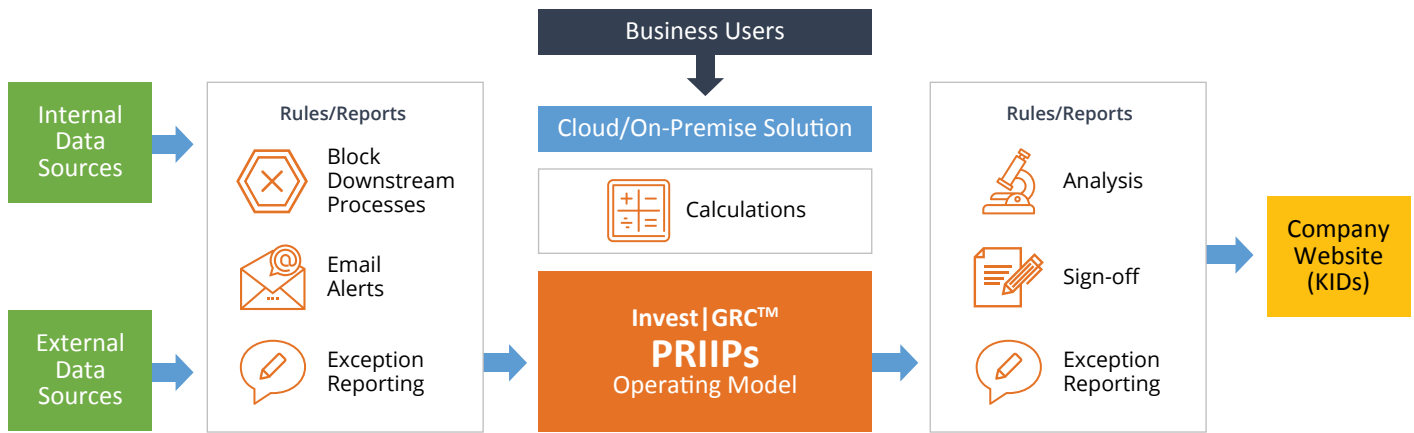 Business Users
Internal
Data
Sources
External
Data
Sources
Rules/Reports
Block
Downstream
Processes
Email
Alerts
Exception
Reporting
Cloud/On-Premise Solution
Calculations
Invest|GRC™
PRIIPs
Operating Model
Rules/Reports
Analysis
Sign-off
Exception
Reporting
Company
Website
(KIDs)